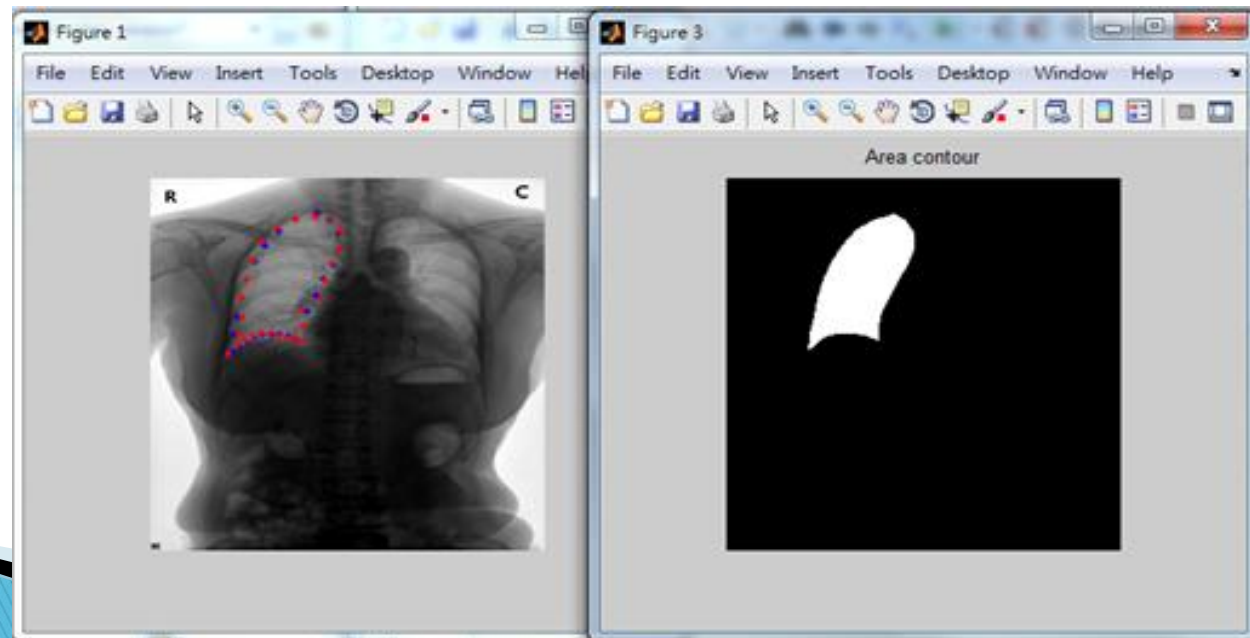 Figure 1
File Edit View Insert Tools Desktop Window Hel
R
C
Figure 3
File Edit View Insert Tools Desktop Window Help
Area contour